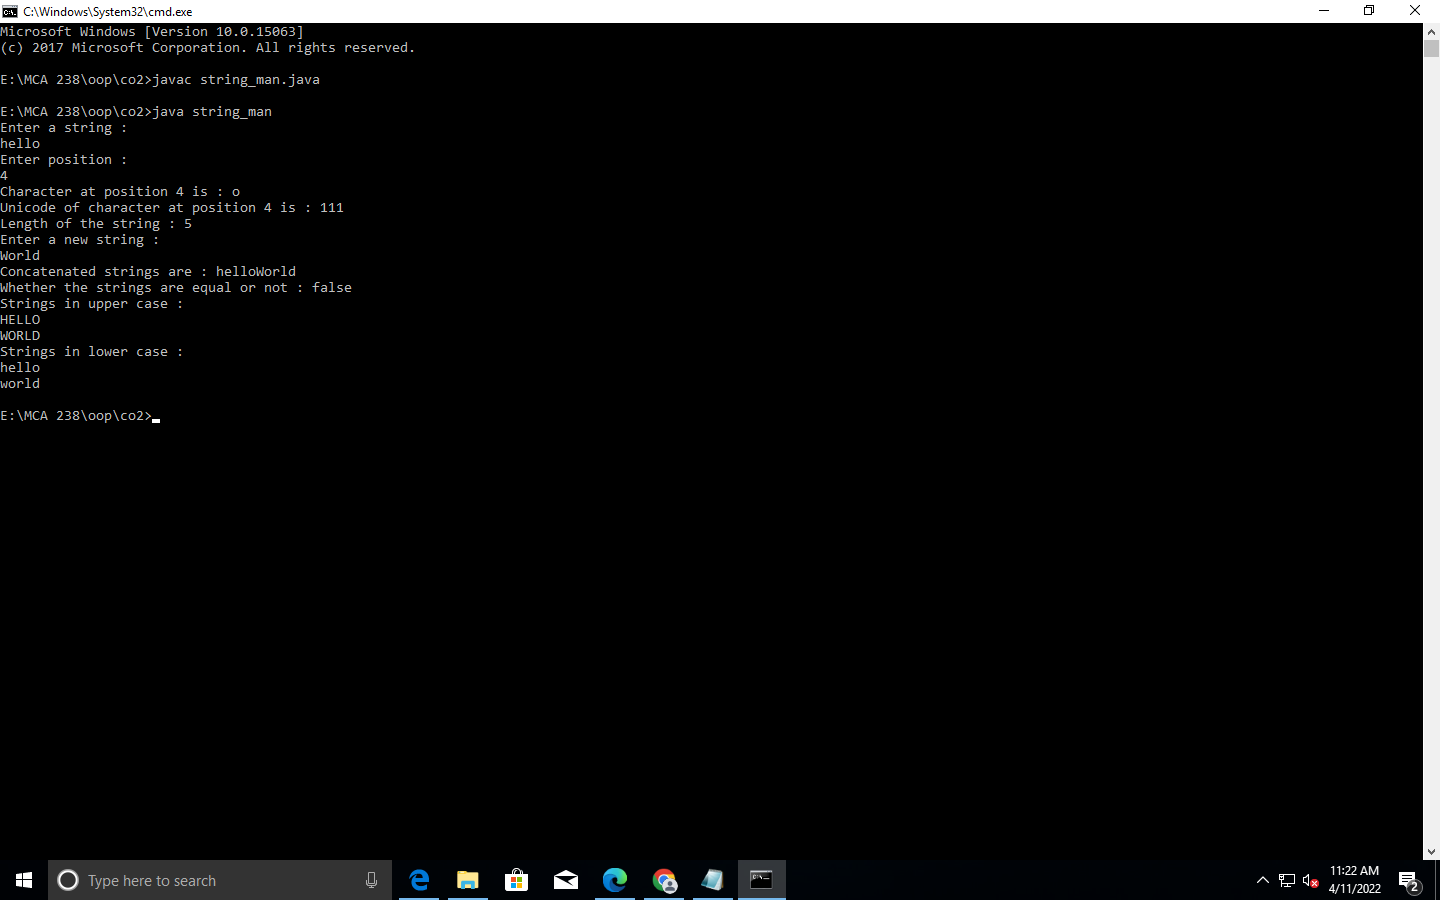 C:\Windows\System32\cmd.exe
Microsoft Windows [Version 10.0.15063]
(c) 2017 Microsoft Corporation. All rights reserved.
E:\MCA 238\oop\co2>javac string_man.java
E:\MCA 238\oop\co2>java string_man
Enter a string :
hello
Enter position :
4
Character at position 4 is : o
Unicode of character at position 4 is : 111
Length of the string : 5
Enter a new string :
World
Concatenated strings are : helloWorld
Whether the strings are equal or not : false
Strings in upper case :
HELLO
WORLD
Strings in lower case :
hello
world
E:\MCA 238\oop\co2>
Type here to search
11:22 AM
4/11/2022
2